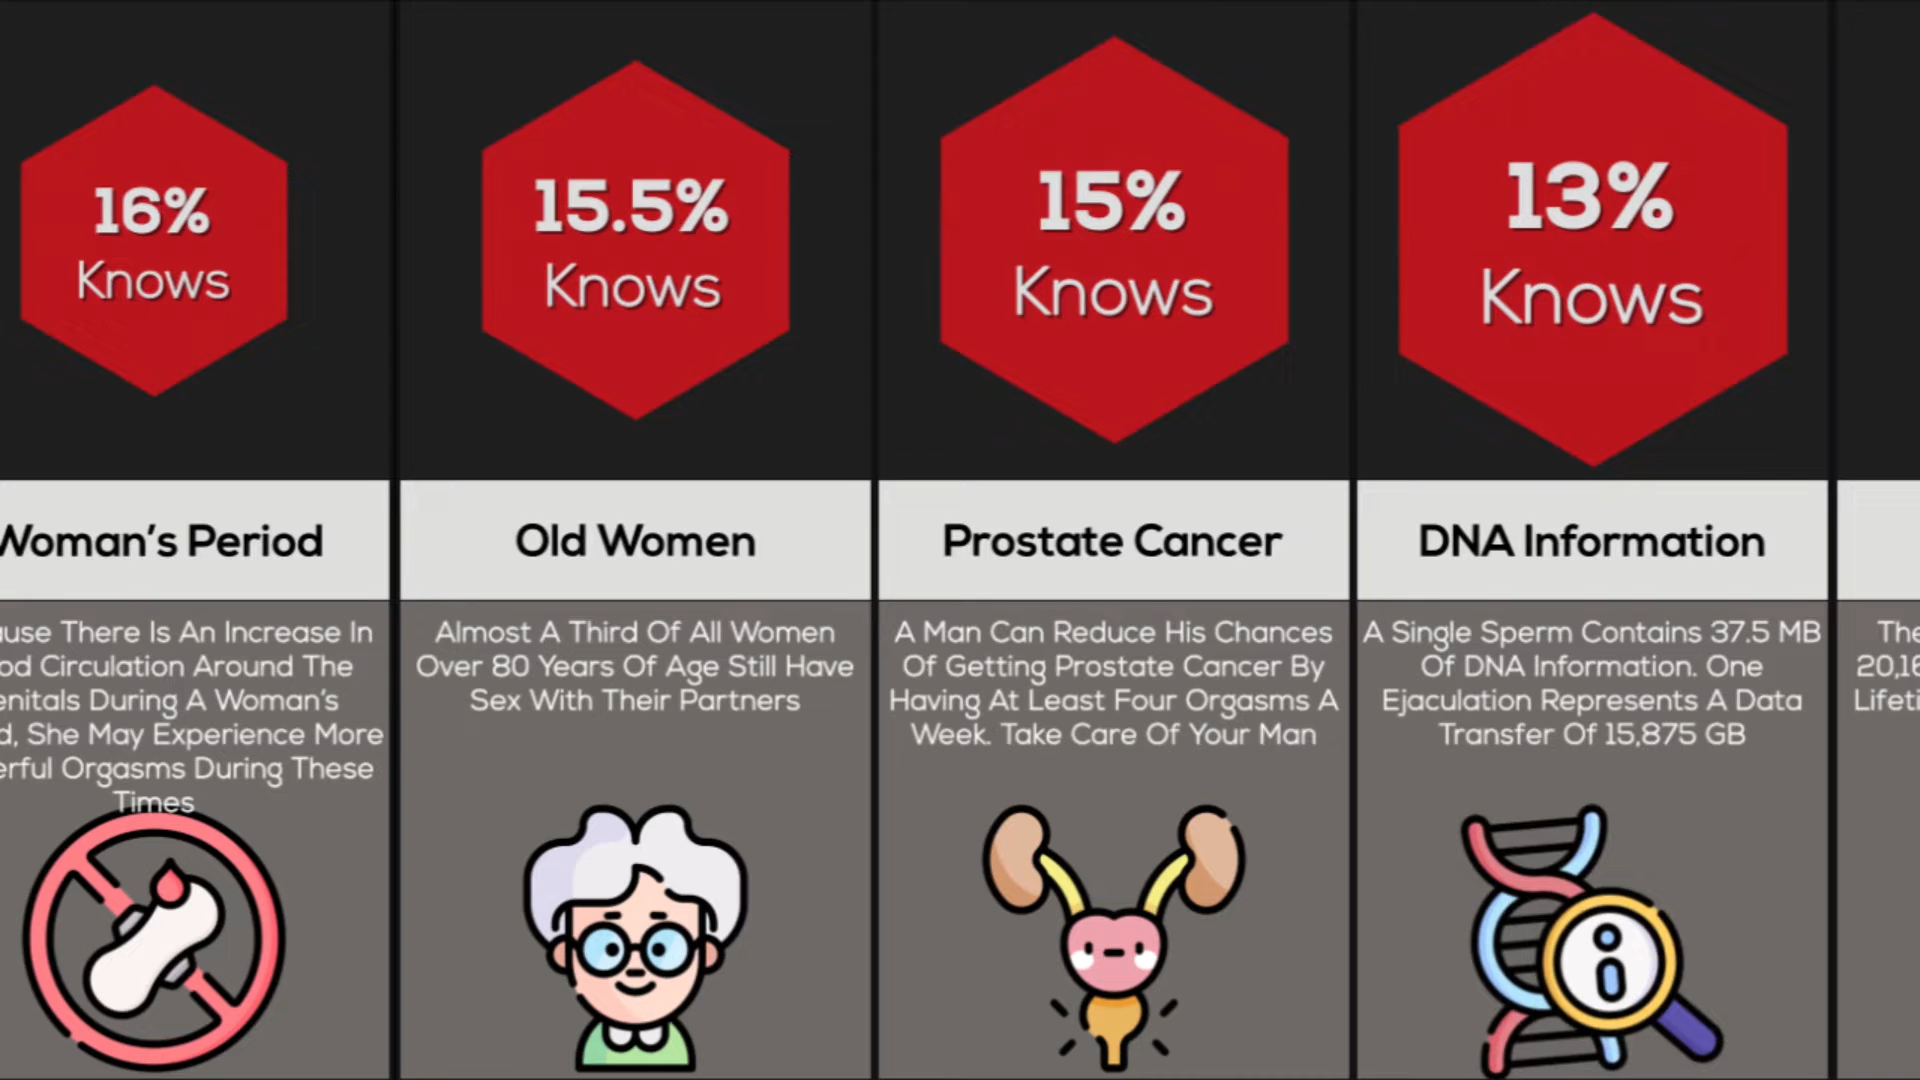 16%
Knows
Woman's Period
There Is An Increase In
Circulation Around The
During A Woman's
She May Experience More
Orgasms During These
Times
15.5%
Knows
Old Women
Almost A Third Of All Women
Over 80 Years Of Age Still Have
Sex With Their Partners
15%
Knows
Prostate Cancer
A Man Can Reduce His Chances
Of Getting Prostate Cancer By
Having At Least Four Orgasms A
Week. Take Care Of Your Man
13%
Knows
DNA Information
A Single Sperm Contains 37.5 MB
Of DNA Information. One
Ejaculation Represents A Data
Transfer Of 15,875 GB